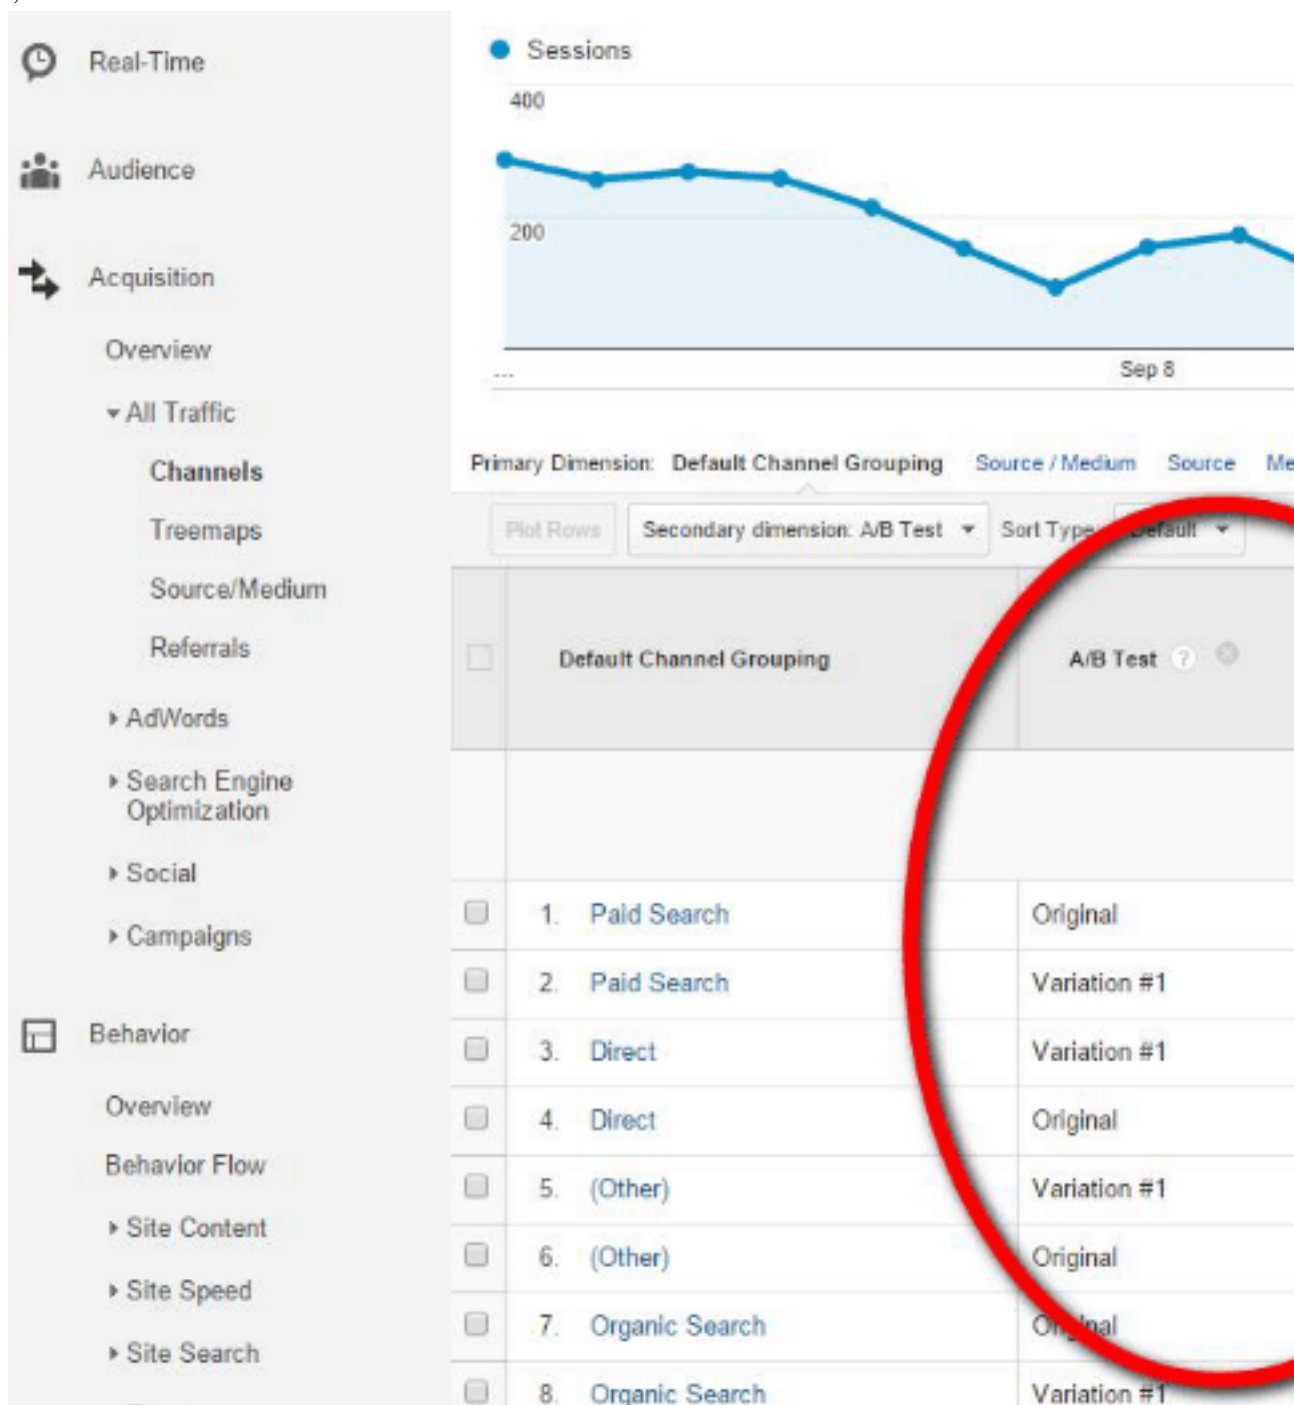 Real-Time
Audience
Acquisition
Overview
All Traffic
Channels
Treemaps
Source/Medium
Referrals
AdWords
Search Engine
Optimization
Social
Campaigns
Behavior
Overview
Behavior Flow
Site Content
Site Speed
Site Search
Sessions
400
200
...
Sep 8
Primary Dimension: Default Channel Grouping Source / Medium Source Me
Plot Rows Secondary dimension: A/B Test Sort Type: Default
Default Channel Grouping A/B Test ?
1. Paid Search Original
2. Paid Search Variation #1
3. Direct Variation #1
4. Direct Original
5. (Other) Variation #1
6. (Other) Original
7. Organic Search Original
8. Organic Search Variation #1